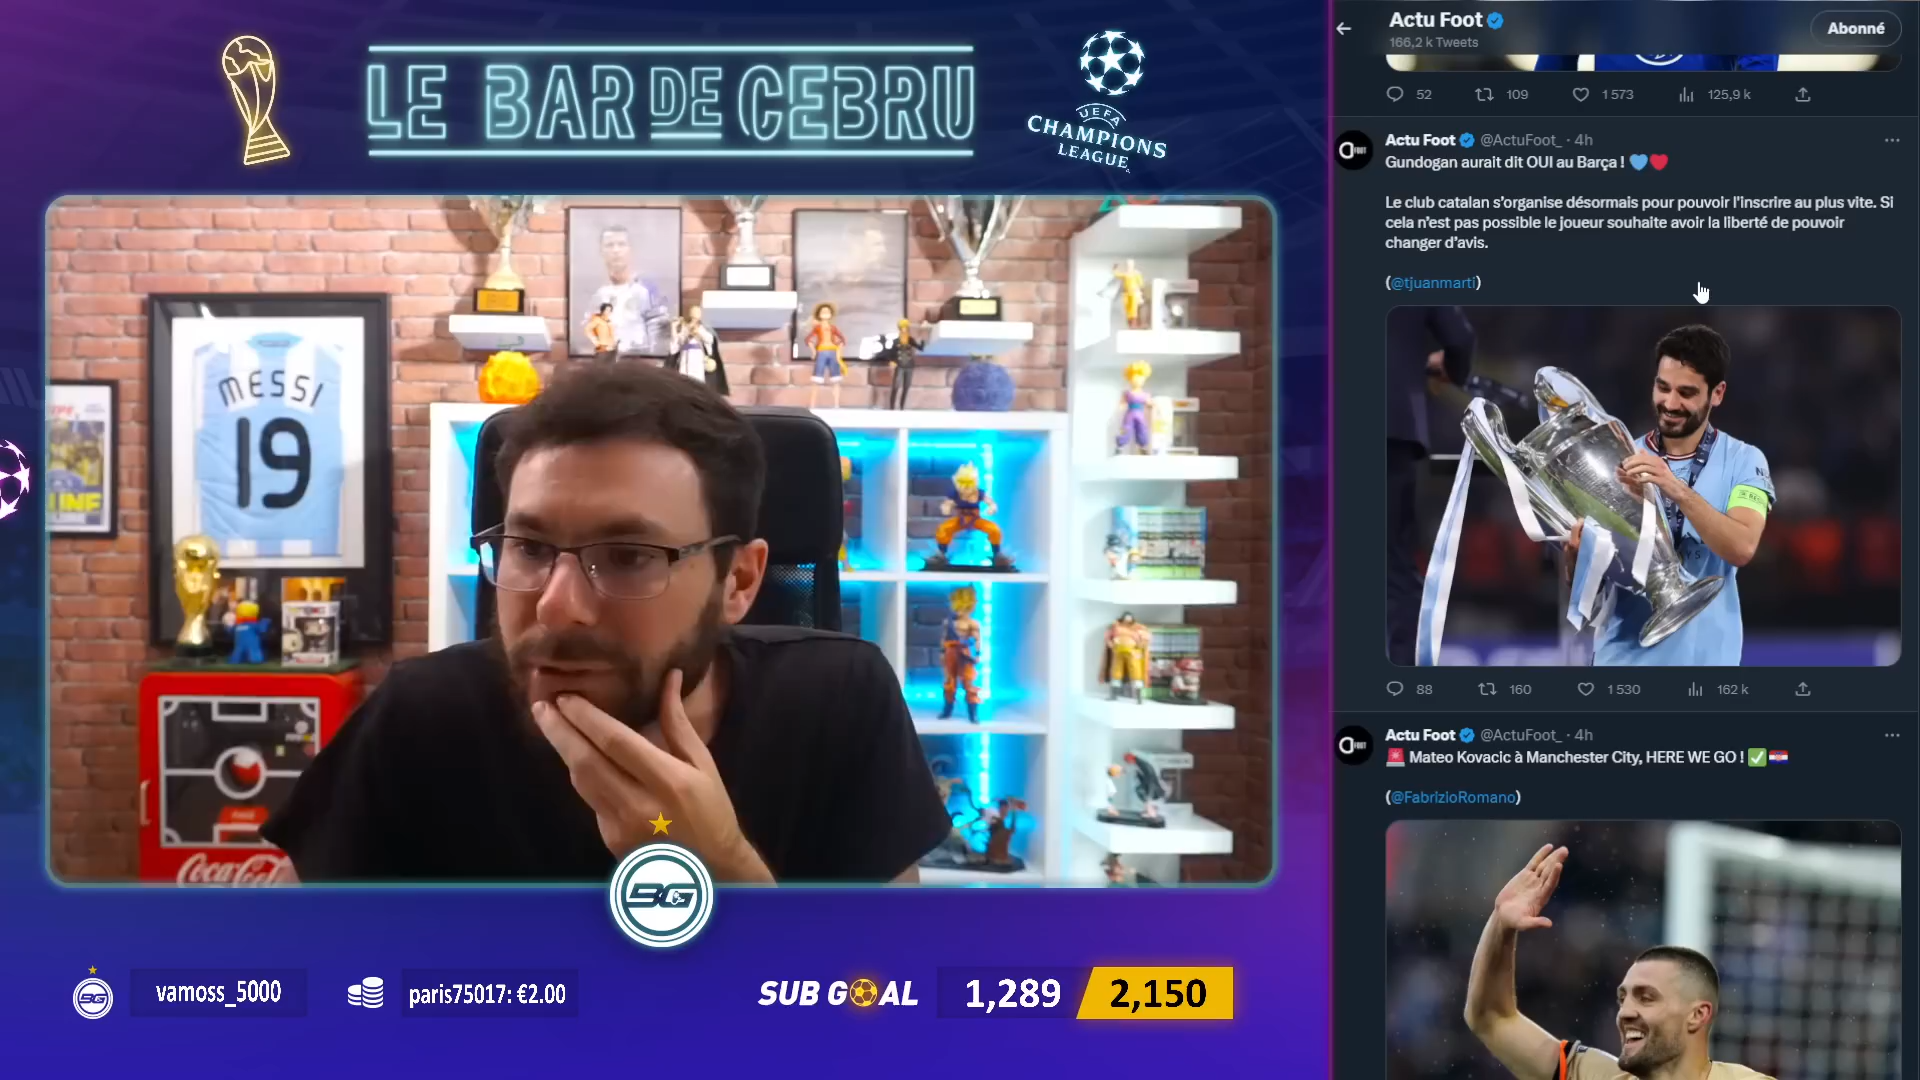 LE BAR DE CEBRU
UEFA
CHAMPIONS
LEAGUE
MESSI
19
Coca-Cola
BG
BG
vamoss_5000
paris75017: €2.00
SUB GOAL
1,289
2,150
Actu Foot
166,2 k Tweets
Abonné
52
109
1 573
125,9 k
Actu Foot @ActuFoot_ · 4h
Gundogan aurait dit OUI au Barça !
Le club catalan s'organise désormais pour pouvoir l'inscrire au plus vite. Si
cela n'est pas possible le joueur souhaite avoir la liberté de pouvoir
changer d'avis.
(@tjuanmarti)
88
160
1 530
162 k
Actu Foot @ActuFoot_ · 4h
Mateo Kovacic à Manchester City, HERE WE GO !
(@FabrizioRomano)